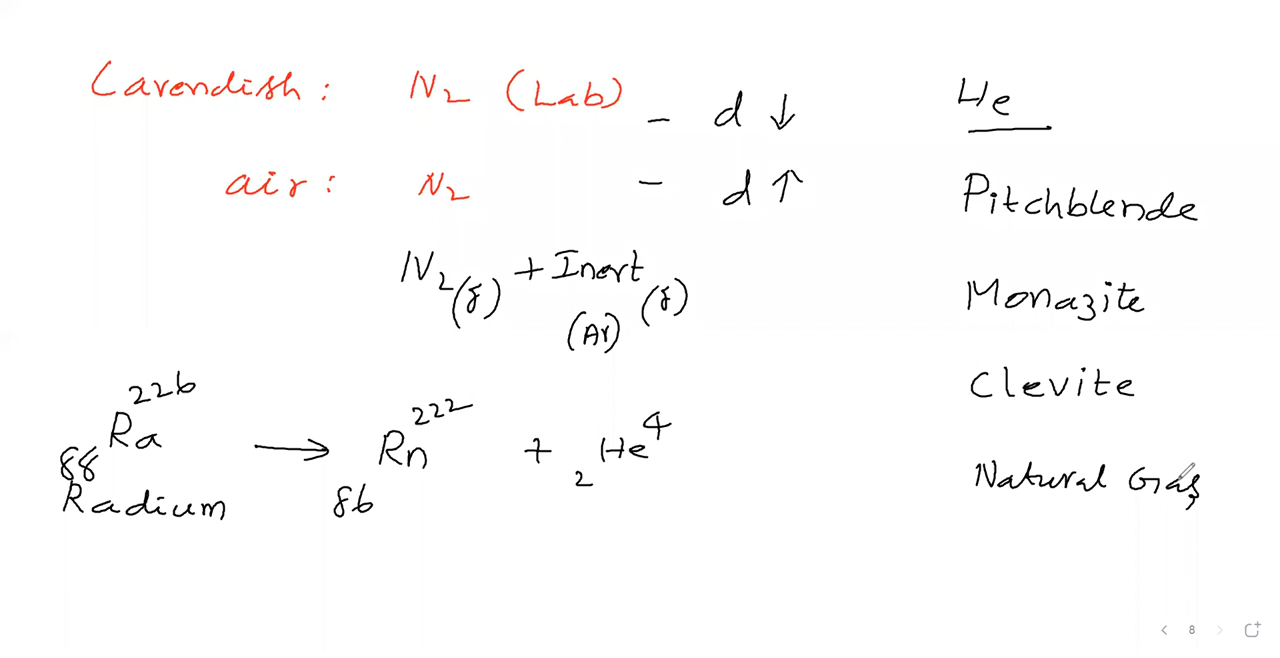 Cavendish : N₂ (Lab) – d ↓
air : N₂ – d ↑
N₂(g) + Inert (g)
(Ar)
₈₈Ra²²⁶ → ₈₆Rn²²² + ₂He⁴
Radium
He
Pitchblende
Monazite
Clevite
Natural Gas
< 8 >